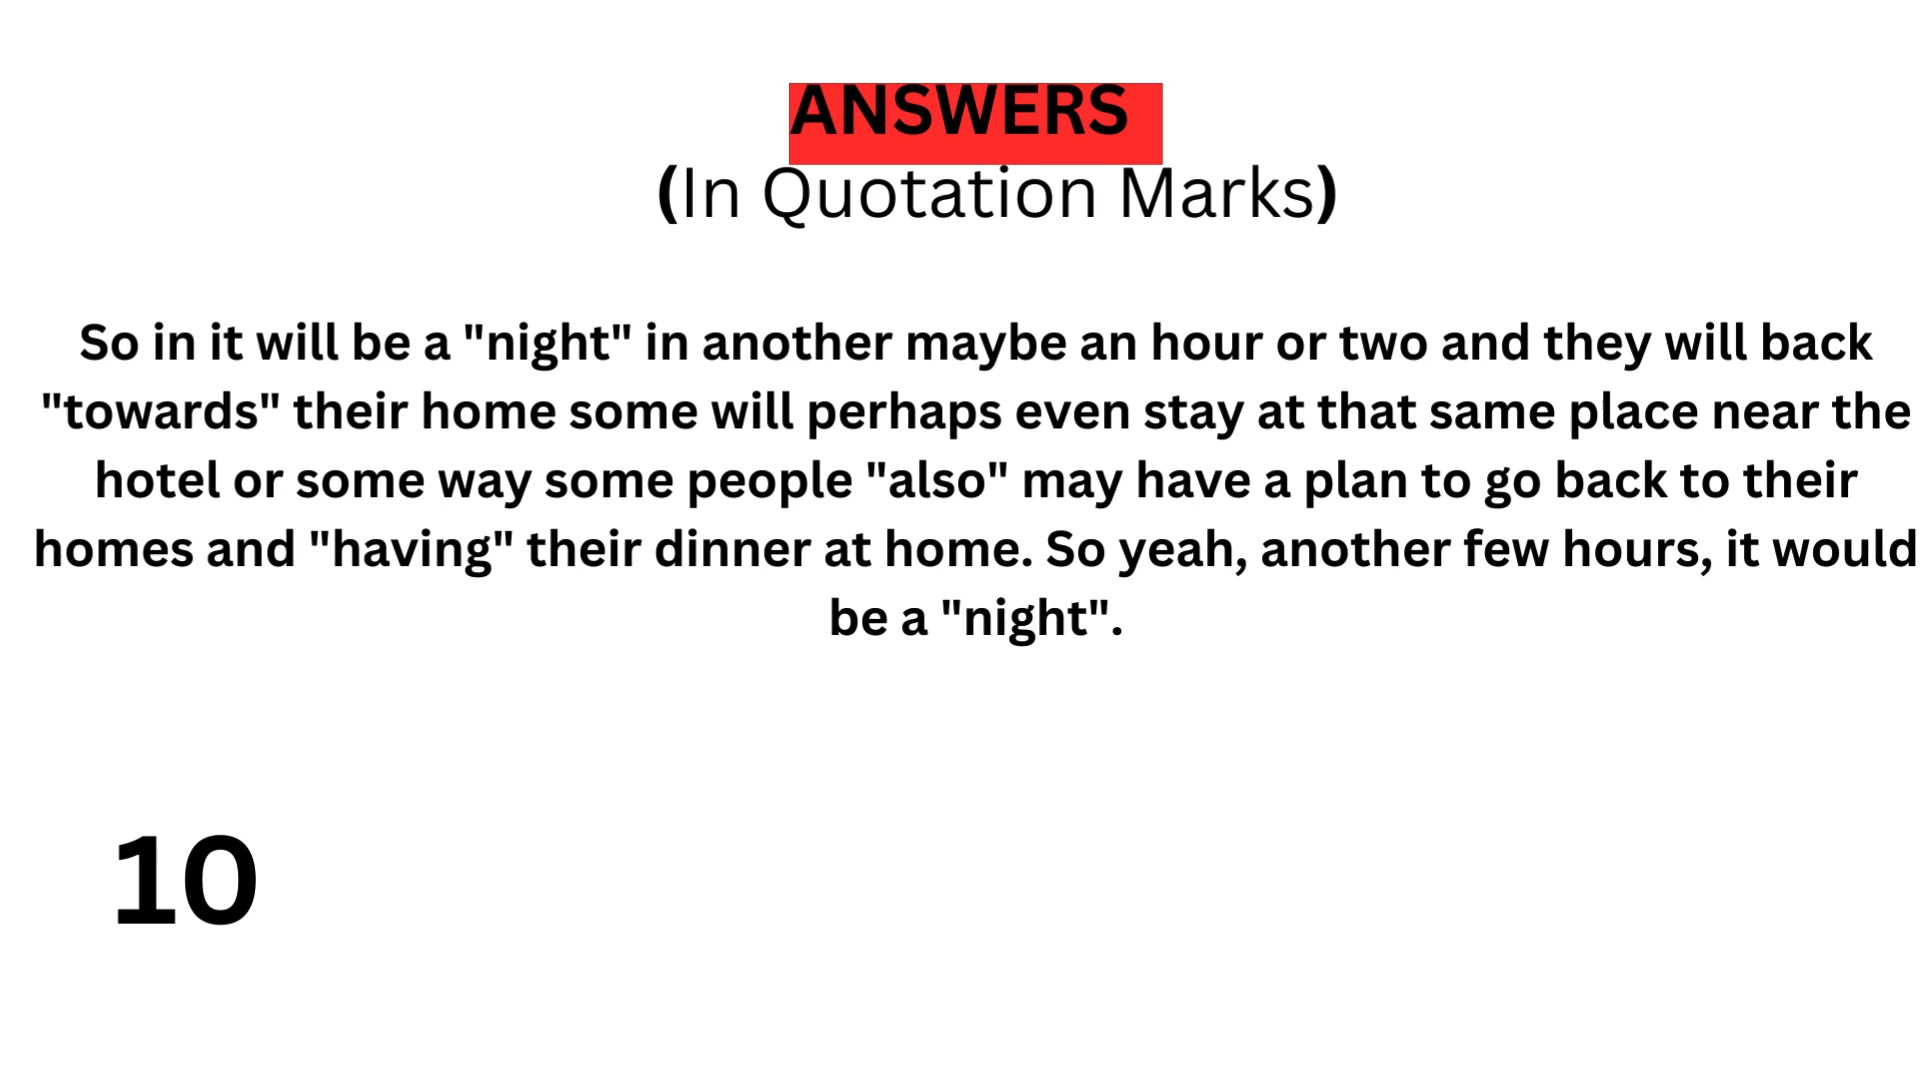 ANSWERS
(In Quotation Marks)
So in it will be a "night" in another maybe an hour or two and they will back
"towards" their home some will perhaps even stay at that same place near the
hotel or some way some people "also" may have a plan to go back to their
homes and "having" their dinner at home. So yeah, another few hours, it would
be a "night".
10